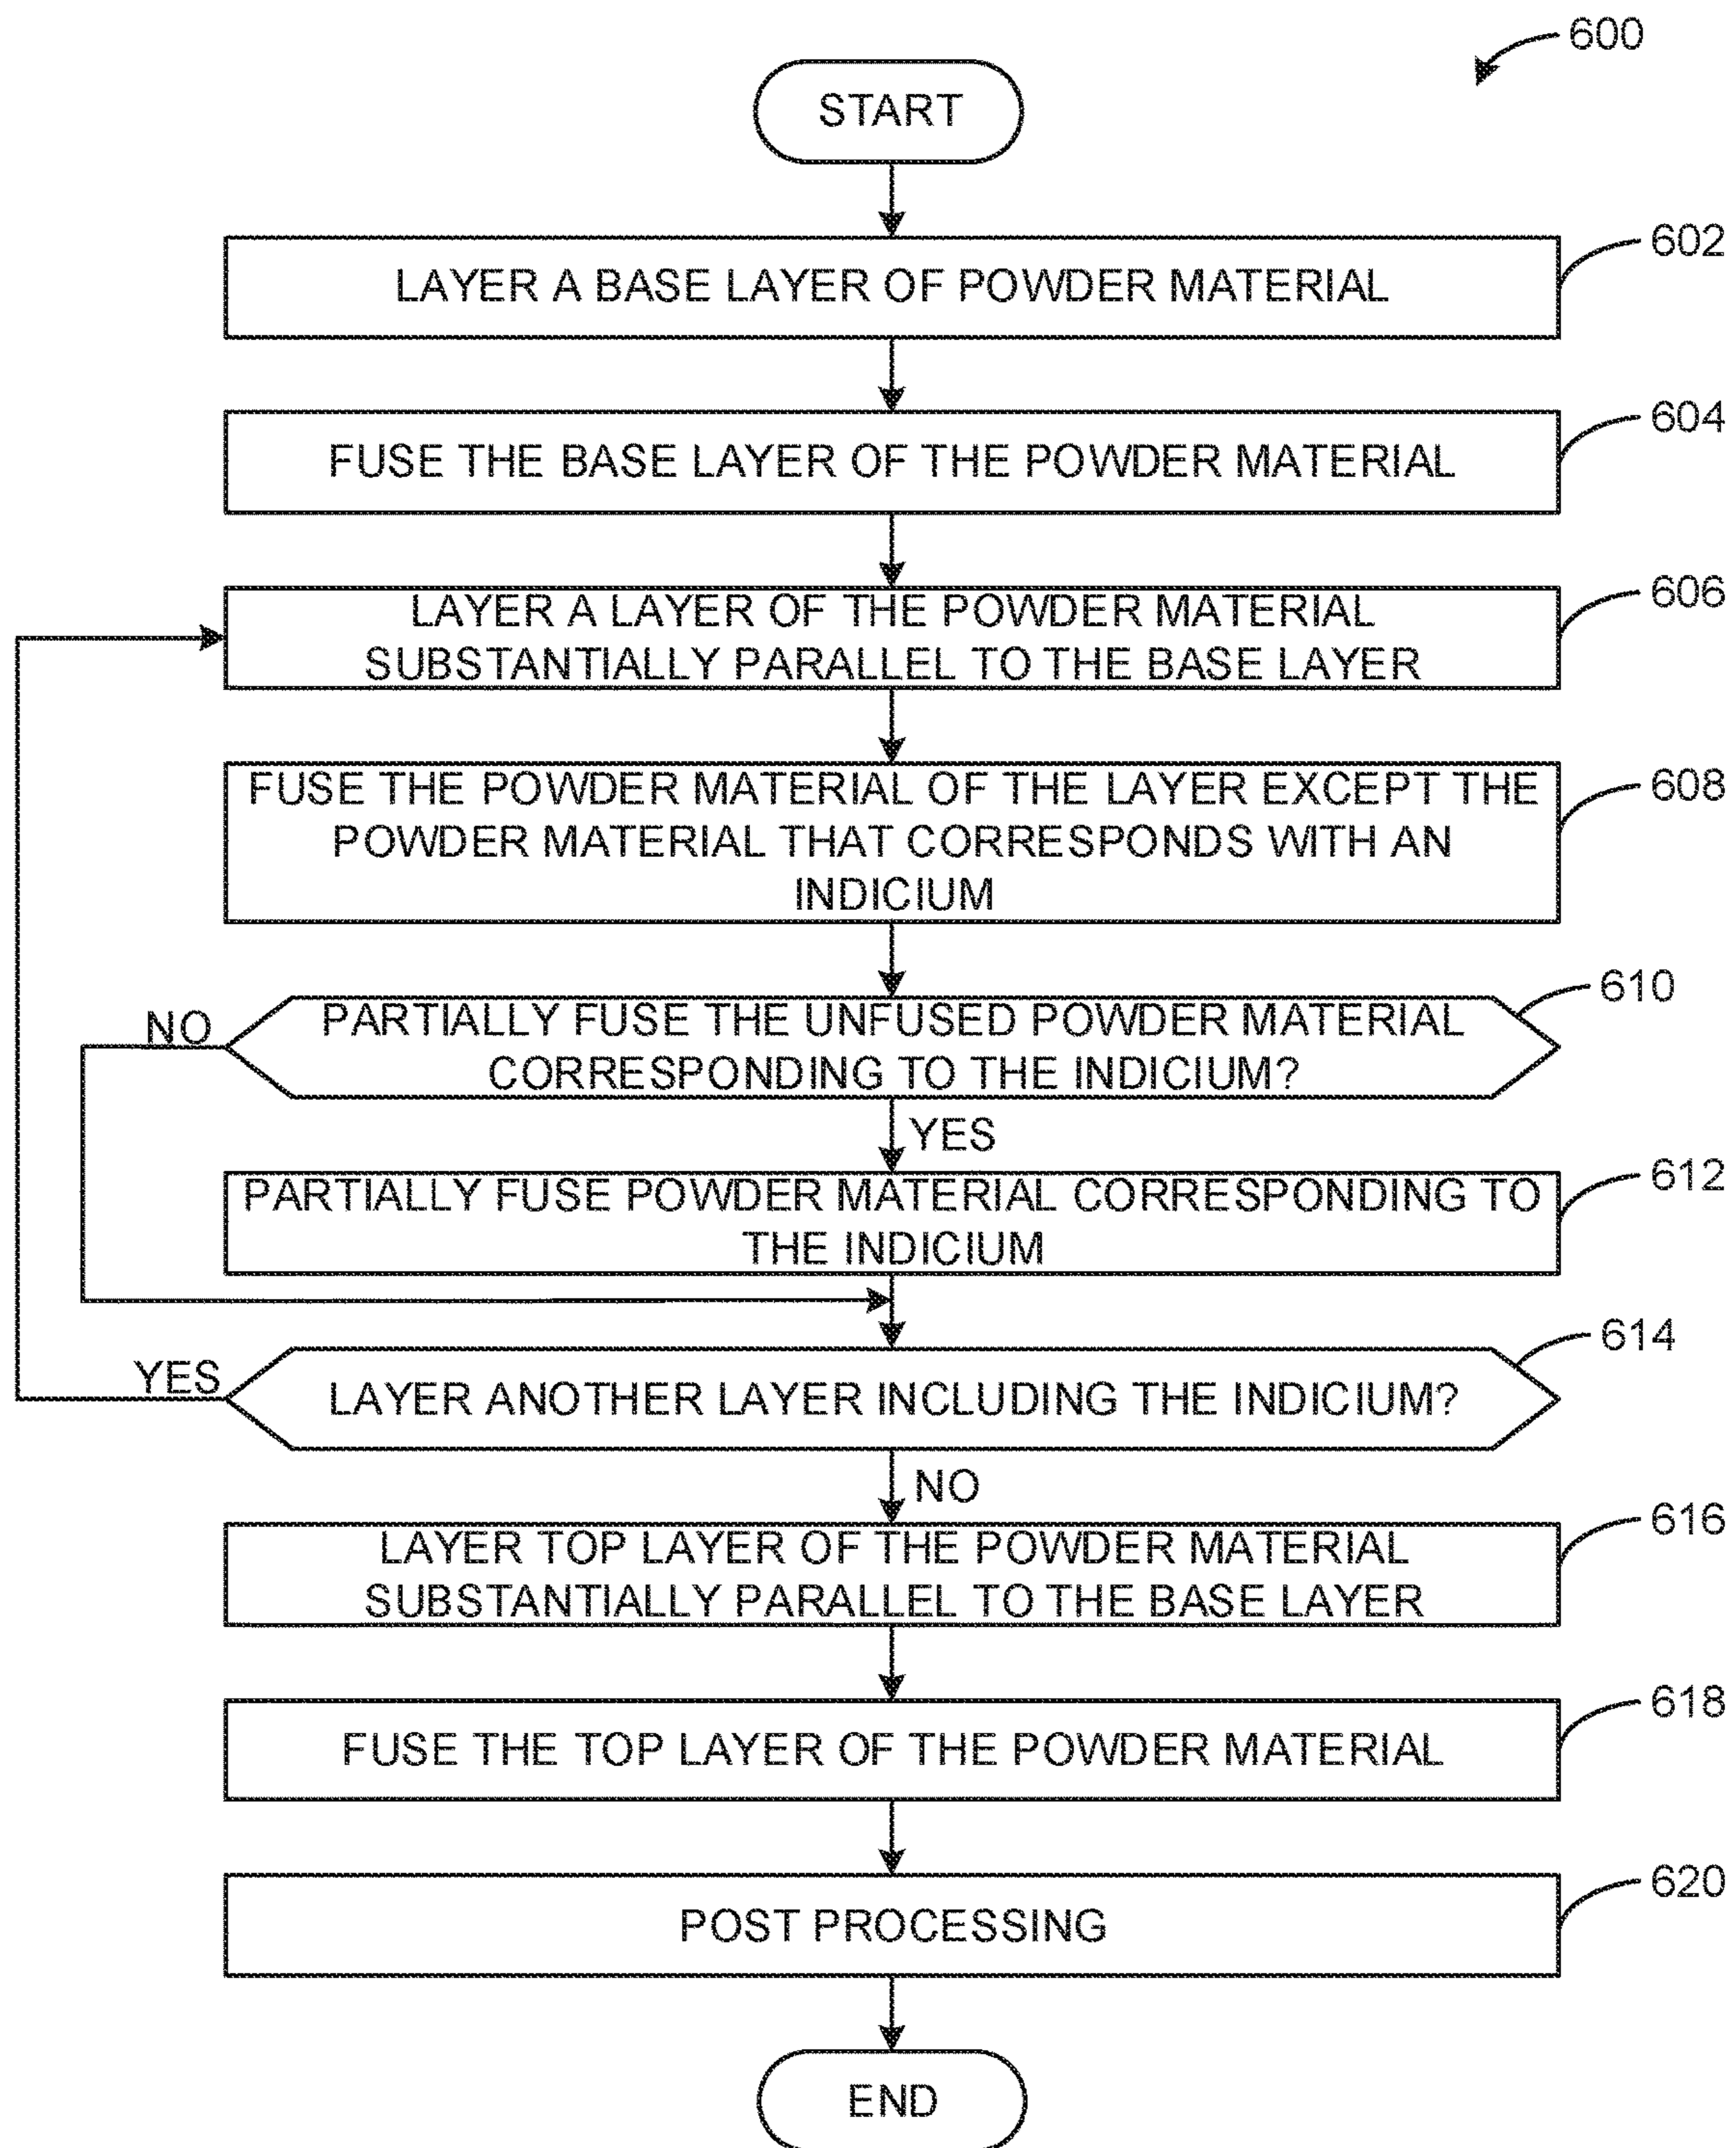 600
START
602
LAYER A BASE LAYER OF POWDER MATERIAL
604
FUSE THE BASE LAYER OF THE POWDER MATERIAL
606
LAYER A LAYER OF THE POWDER MATERIAL
SUBSTANTIALLY PARALLEL TO THE BASE LAYER
608
FUSE THE POWDER MATERIAL OF THE LAYER EXCEPT THE
POWDER MATERIAL THAT CORRESPONDS WITH AN
INDICIUM
610
NO
PARTIALLY FUSE THE UNFUSED POWDER MATERIAL
CORRESPONDING TO THE INDICIUM?
YES
612
PARTIALLY FUSE POWDER MATERIAL CORRESPONDING TO
THE INDICIUM
614
YES
LAYER ANOTHER LAYER INCLUDING THE INDICIUM?
NO
616
LAYER TOP LAYER OF THE POWDER MATERIAL
SUBSTANTIALLY PARALLEL TO THE BASE LAYER
618
FUSE THE TOP LAYER OF THE POWDER MATERIAL
620
POST PROCESSING
END